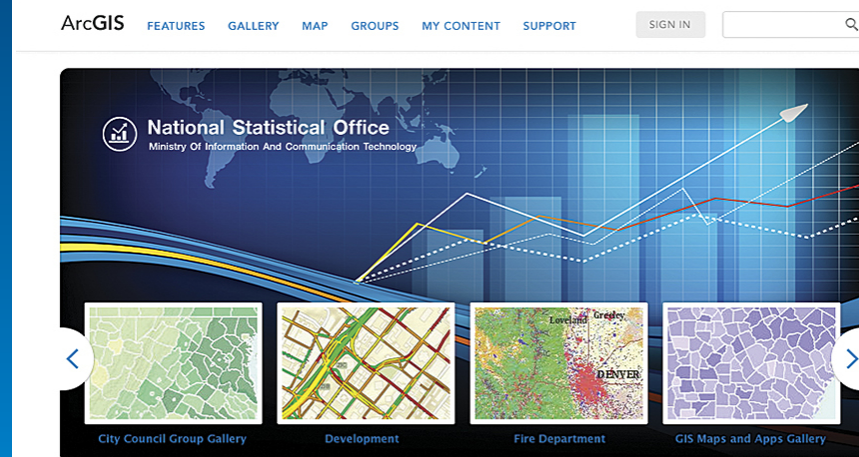 ArcGIS FEATURES GALLERY MAP GROUPS MY CONTENT SUPPORT SIGN IN
National Statistical Office
Ministry Of Information And Communication Technology
Loveland Greeley
DENVER
City Council Group Gallery Development Fire Department GIS Maps and Apps Gallery